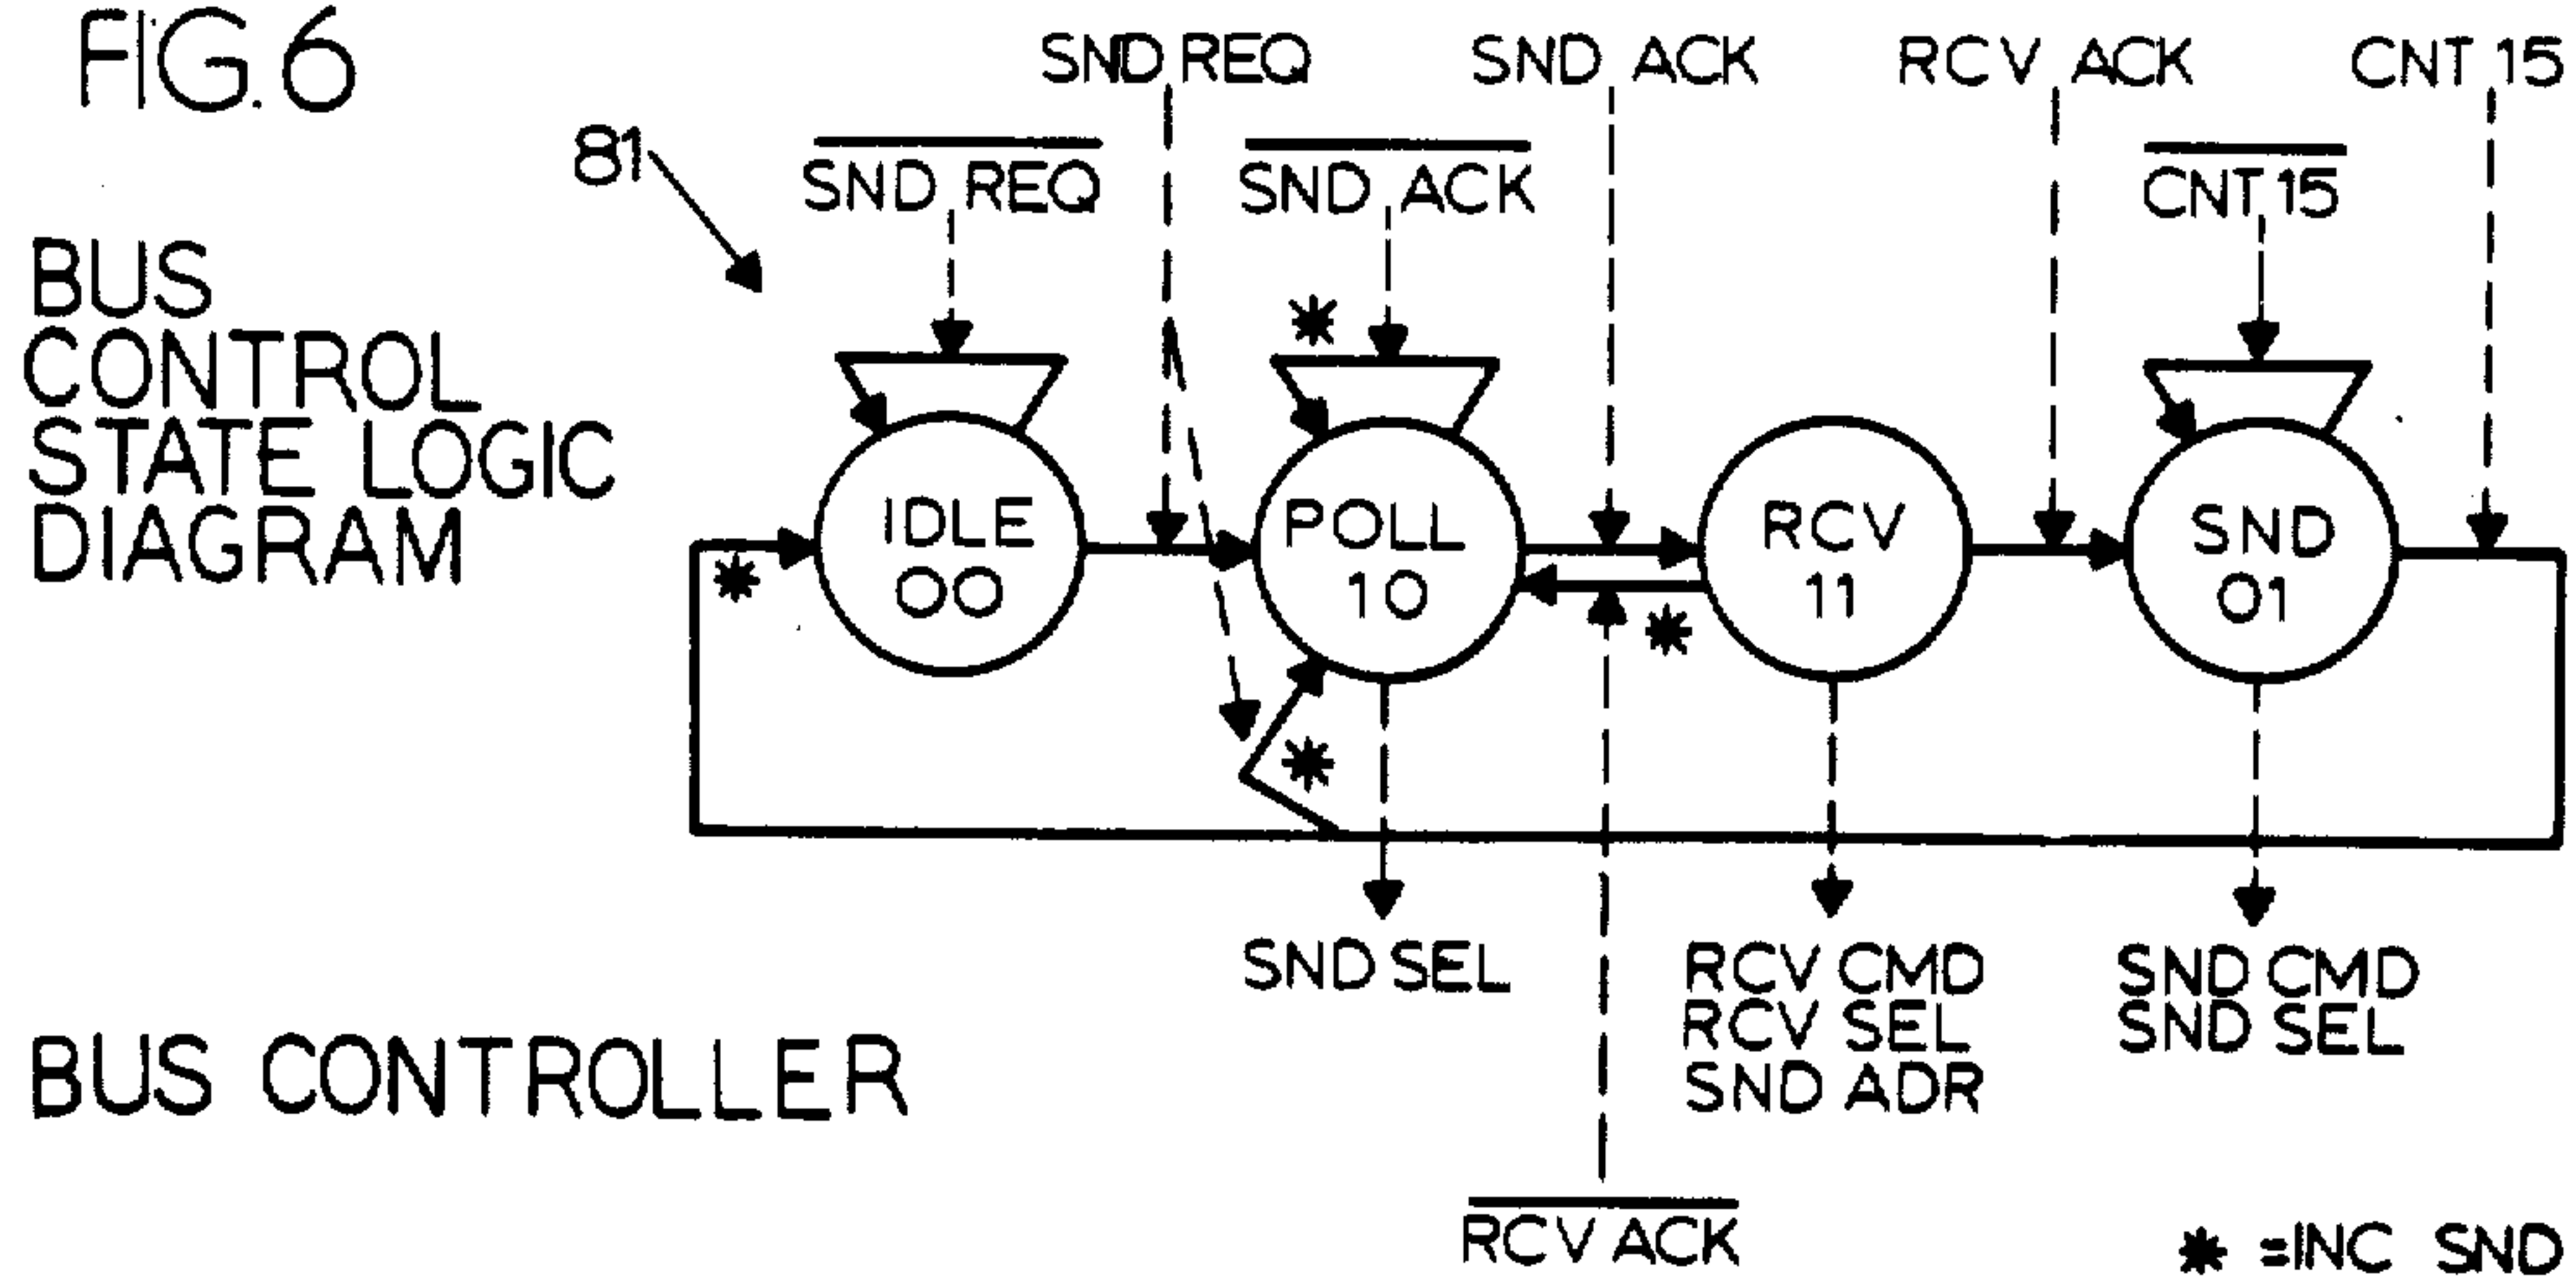 FIG. 6
SND REQ
SND ACK
RCV ACK
CNT 15
81
SND REQ
SND ACK
CNT 15
BUS
CONTROL
STATE LOGIC
DIAGRAM
IDLE
00
POLL
10
RCV
11
SND
01
SND SEL
RCV CMD
RCV SEL
SND ADR
SND CMD
SND SEL
BUS CONTROLLER
RCV ACK
* =INC SND